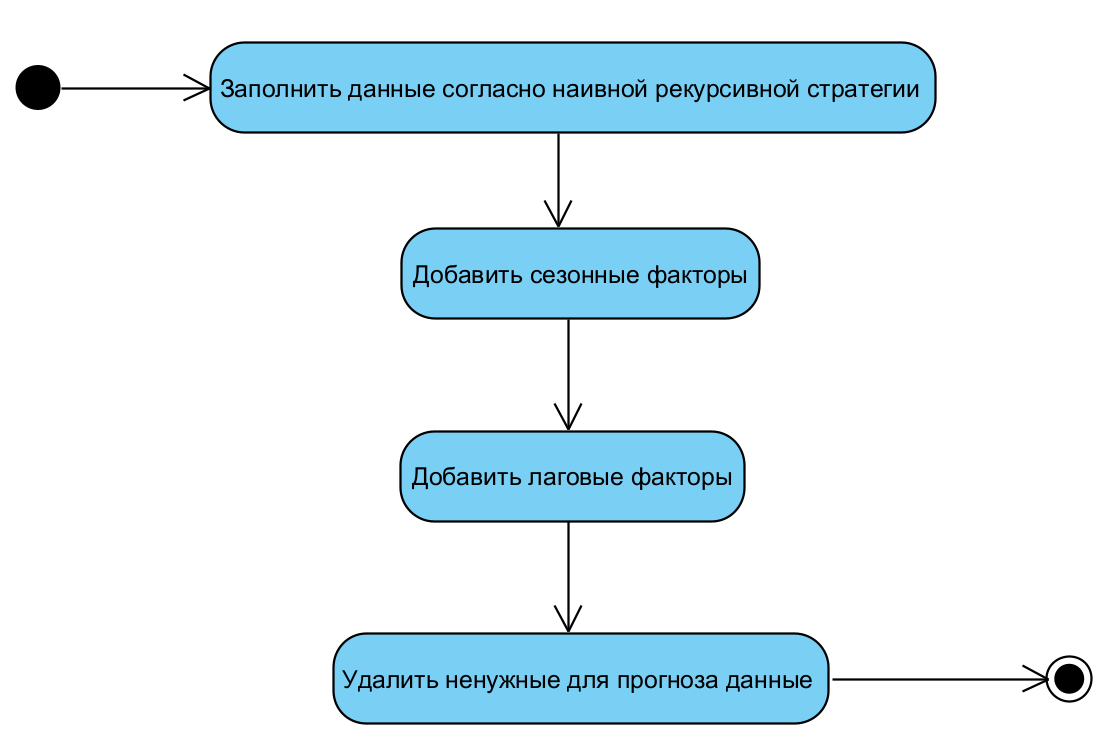 Заполнить данные согласно наивной рекурсивной стратегии
Добавить сезонные факторы
Добавить лаговые факторы
Удалить ненужные для прогноза данные